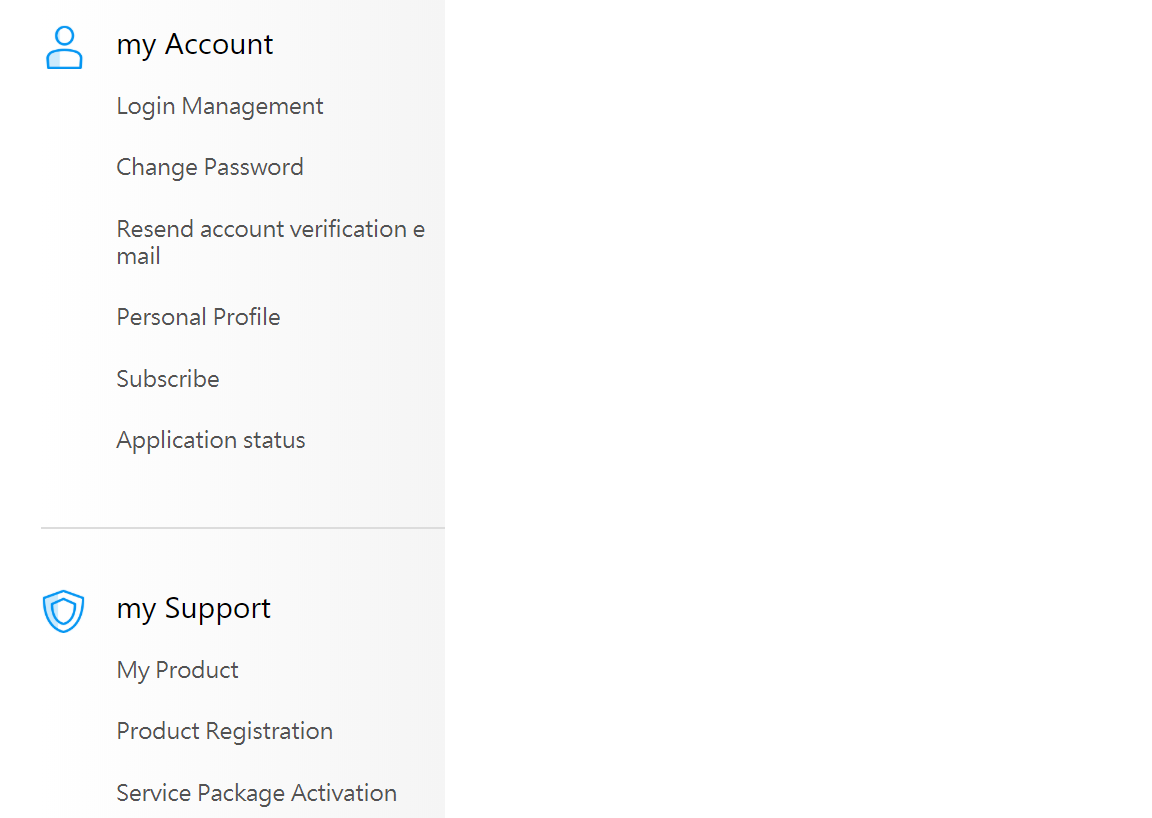 my Account
Login Management
Change Password
Resend account verification e
mail
Personal Profile
Subscribe
Application status
my Support
My Product
Product Registration
Service Package Activation